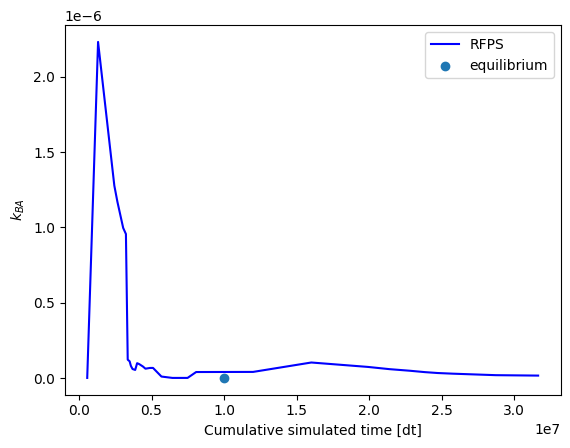 1e−6
RFPS
equilibrium
2.0
1.5
1.0
0.5
0.0
k_BA
0.0 0.5 1.0 1.5 2.0 2.5 3.0
1e7
Cumulative simulated time [dt]